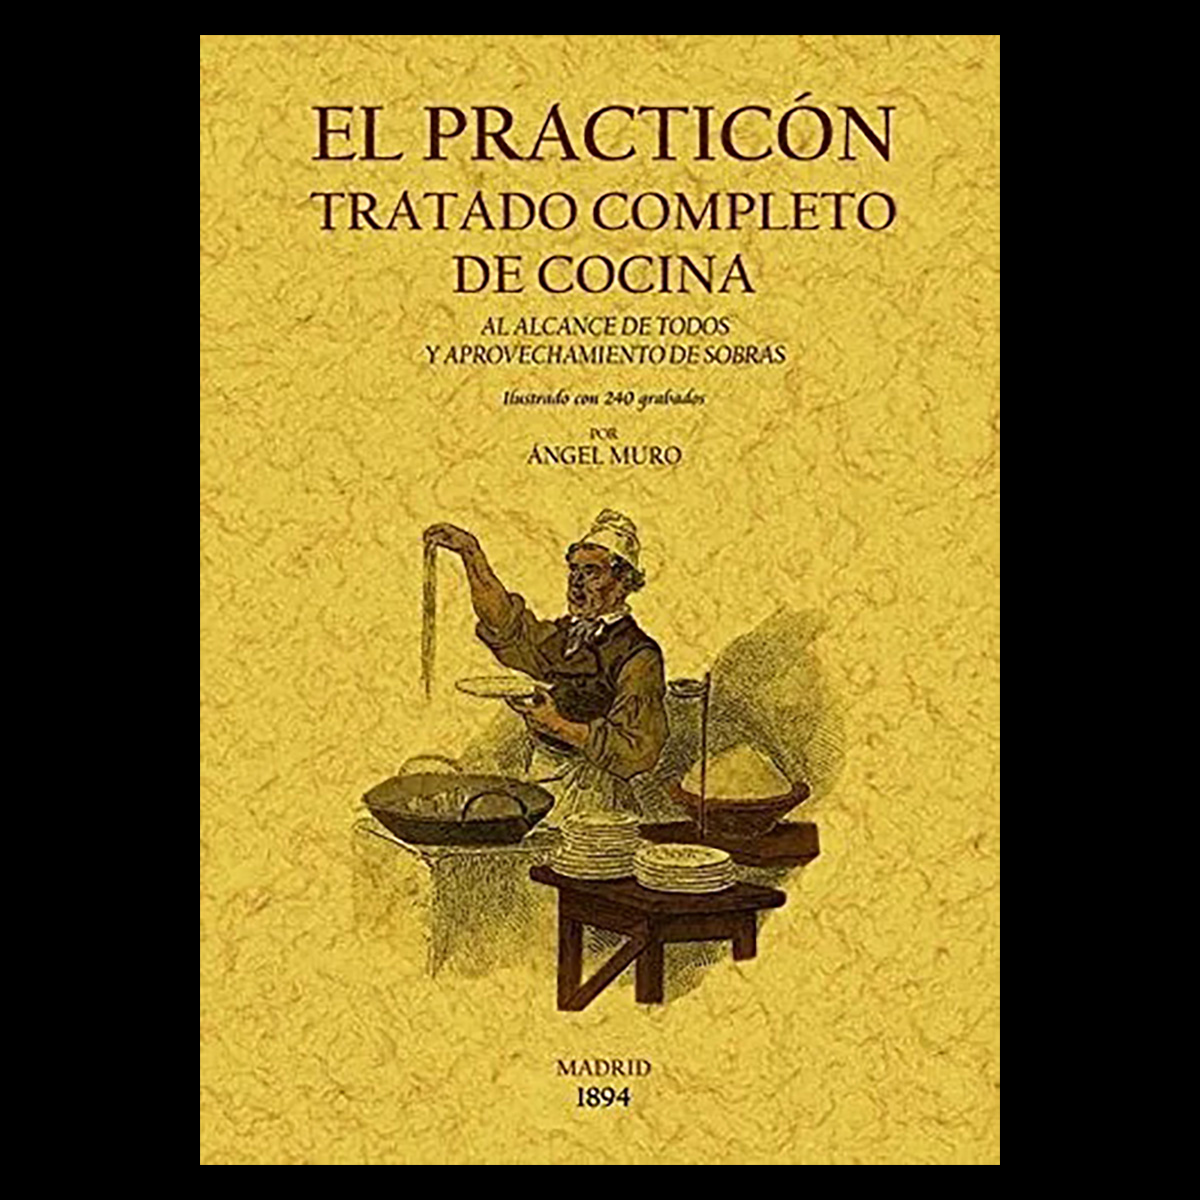 EL PRACTICÓN
TRATADO COMPLETO
DE COCINA
AL ALCANCE DE TODOS
Y APROVECHAMIENTO DE SOBRAS
Ilustrado con 240 grabados
POR
ÁNGEL MURO
MADRID
1894